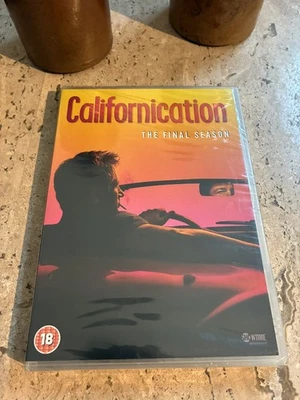 Californication
THE FINAL SEASON
18
SHOWTIME